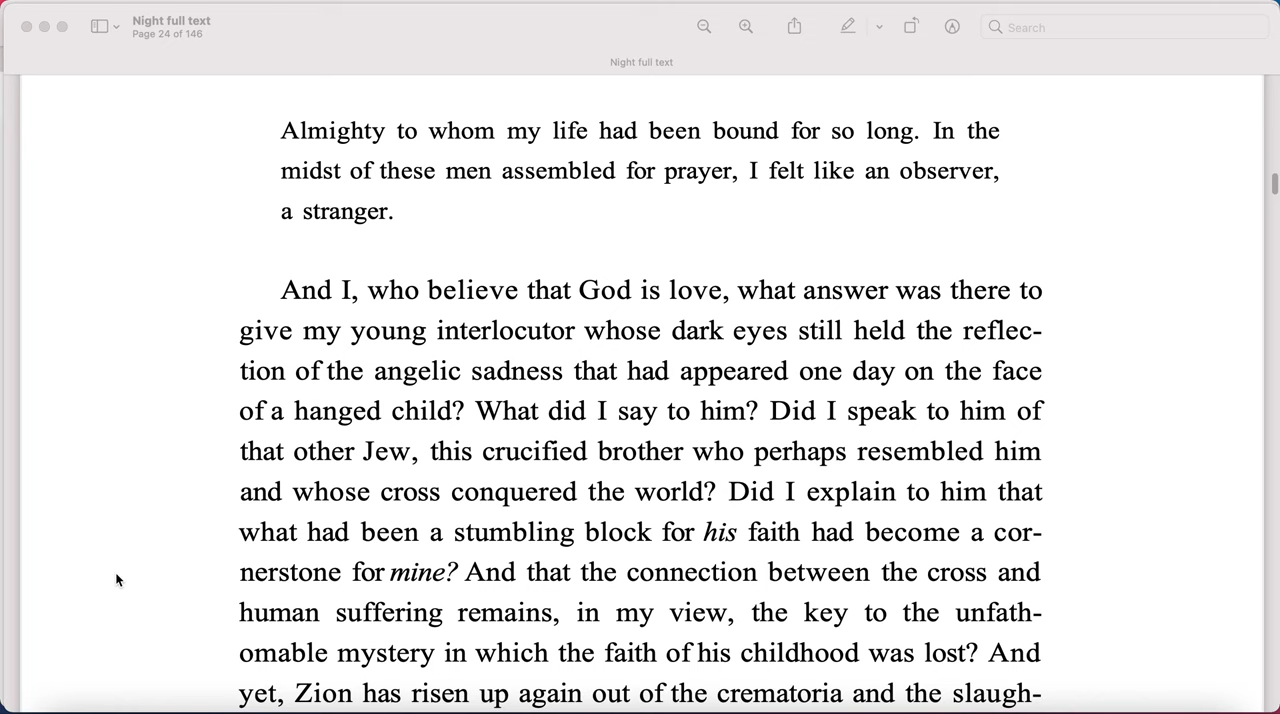 Night full text
Page 24 of 146
Search
Night full text
Almighty to whom my life had been bound for so long. In the
midst of these men assembled for prayer, I felt like an observer,
a stranger.
And I, who believe that God is love, what answer was there to
give my young interlocutor whose dark eyes still held the reflec-
tion of the angelic sadness that had appeared one day on the face
of a hanged child? What did I say to him? Did I speak to him of
that other Jew, this crucified brother who perhaps resembled him
and whose cross conquered the world? Did I explain to him that
what had been a stumbling block for his faith had become a cor-
nerstone for mine? And that the connection between the cross and
human suffering remains, in my view, the key to the unfath-
omable mystery in which the faith of his childhood was lost? And
yet, Zion has risen up again out of the crematoria and the slaugh-